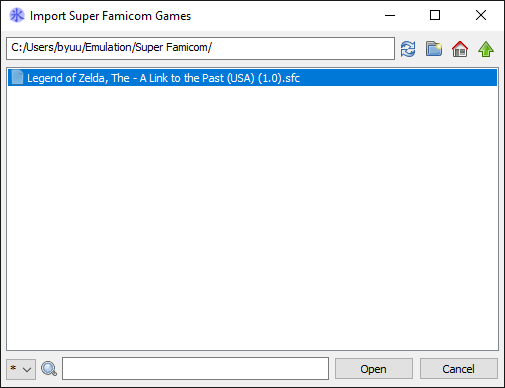 Import Super Famicom Games
C:/Users/byuu/Emulation/Super Famicom/
Legend of Zelda, The - A Link to the Past (USA) (1.0).sfc
* Open Cancel